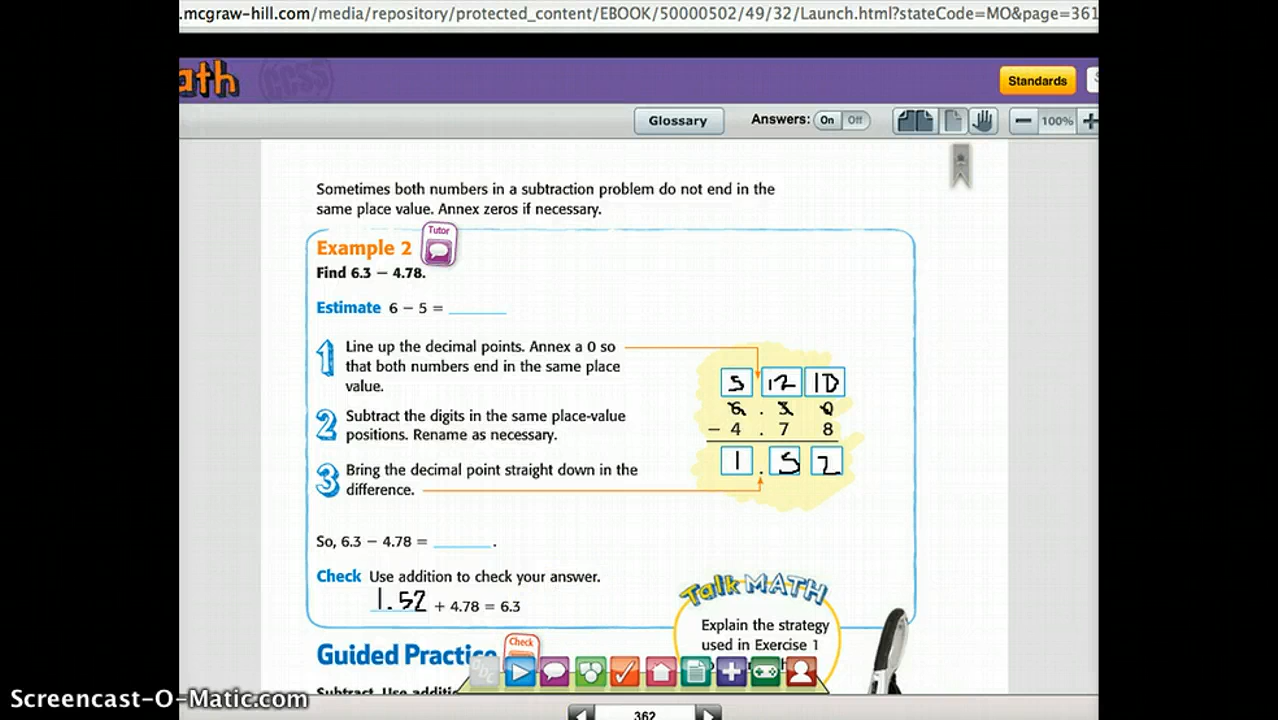 .mcgraw-hill.com/media/repository/protected_content/EBOOK/50000502/49/32/Launch.html?stateCode=MO&page=361
ath
CCSS
Standards
S
Glossary
Answers: On Off
100%
Sometimes both numbers in a subtraction problem do not end in the
same place value. Annex zeros if necessary.
Tutor
Example 2
Find 6.3 − 4.78.
Estimate 6 − 5 =
1 Line up the decimal points. Annex a 0 so
that both numbers end in the same place
value.
5 12 10
6 . 3 0
− 4 . 7 8
1 . 5 2
2 Subtract the digits in the same place-value
positions. Rename as necessary.
3 Bring the decimal point straight down in the
difference.
So, 6.3 − 4.78 = .
Check Use addition to check your answer.
1.52 + 4.78 = 6.3
Talk MATH
Explain the strategy
used in Exercise 1
Check
Guided Practice
Subtract. Use additi
362
Screencast-O-Matic.com